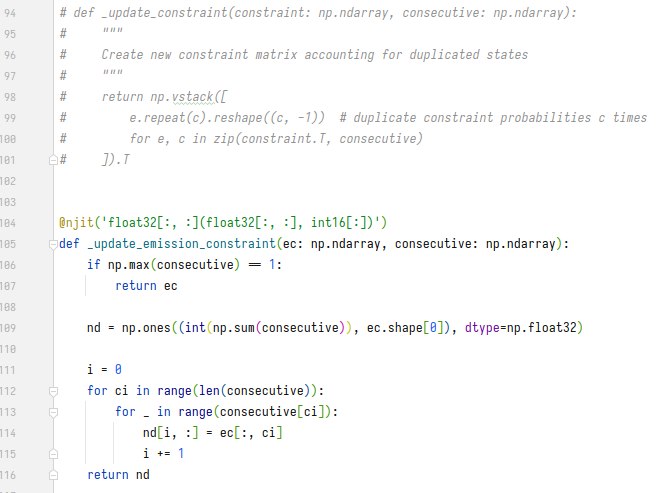 94 # def _update_constraint(constraint: np.ndarray, consecutive: np.ndarray):
95 #     """
96 #     Create new constraint matrix accounting for duplicated states
97 #     """
98 #     return np.vstack([
99 #         e.repeat(c).reshape((c, -1))  # duplicate constraint probabilities c times
100 #         for e, c in zip(constraint.T, consecutive)
101 #     ]).T
102
103
104 @njit('float32[:, :](float32[:, :], int16[:])')
105 def _update_emission_constraint(ec: np.ndarray, consecutive: np.ndarray):
106     if np.max(consecutive) == 1:
107         return ec
108
109     nd = np.ones((int(np.sum(consecutive)), ec.shape[0]), dtype=np.float32)
110
111     i = 0
112     for ci in range(len(consecutive)):
113         for _ in range(consecutive[ci]):
114             nd[i, :] = ec[:, ci]
115             i += 1
116     return nd